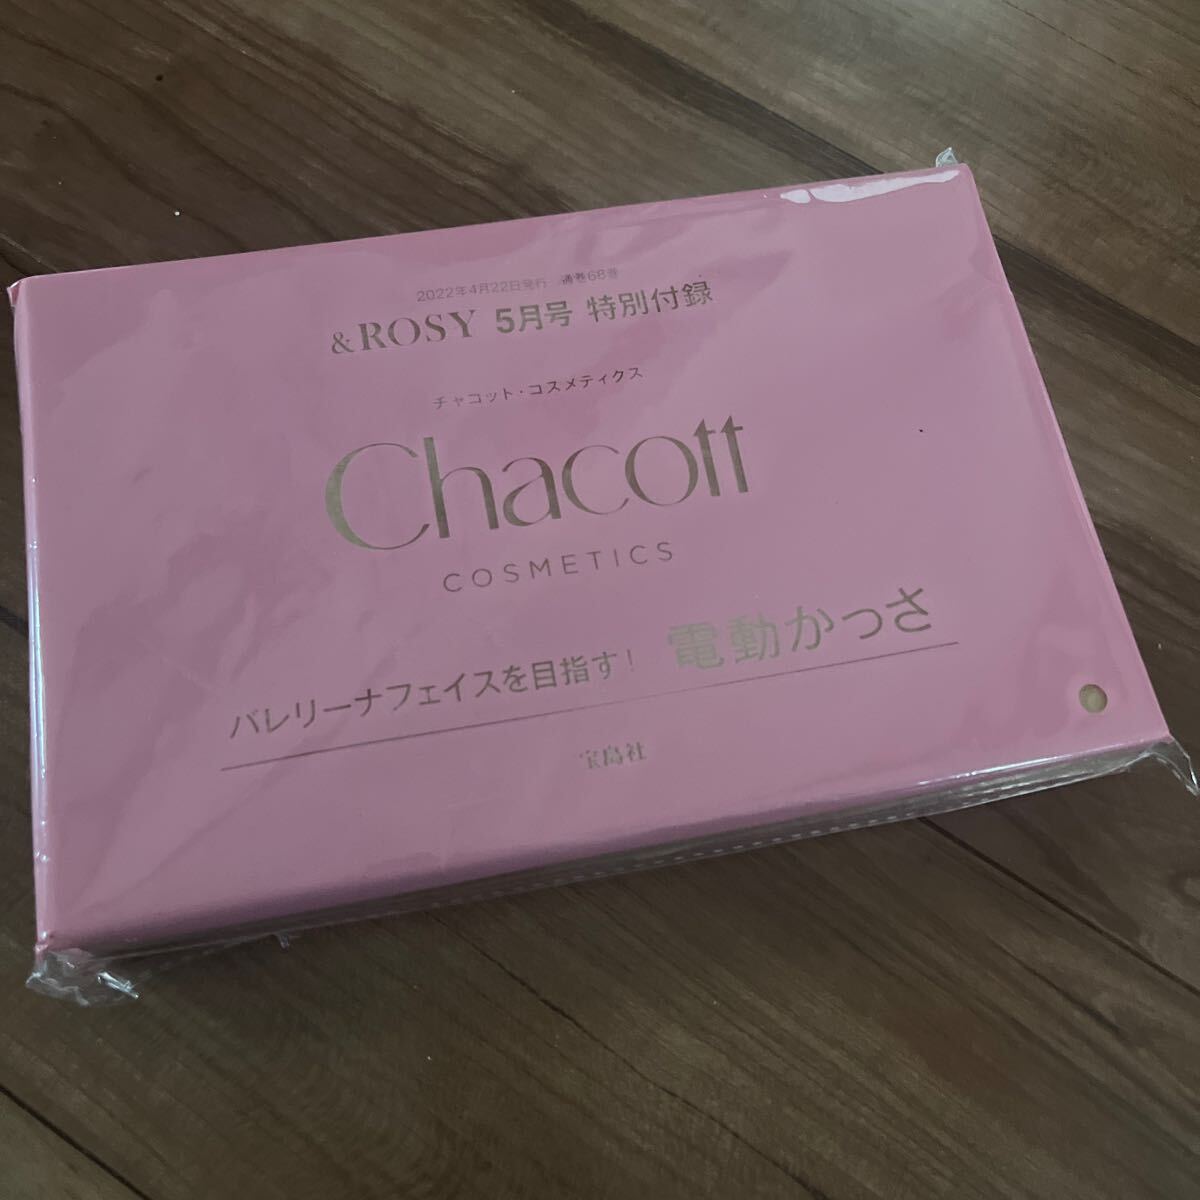 2022年4月22日発行 通巻68巻
&ROSY 5月号 特別付録
チャコット・コスメティクス
Chacott
COSMETICS
バレリーナフェイスを目指す! 電動かっさ
宝島社